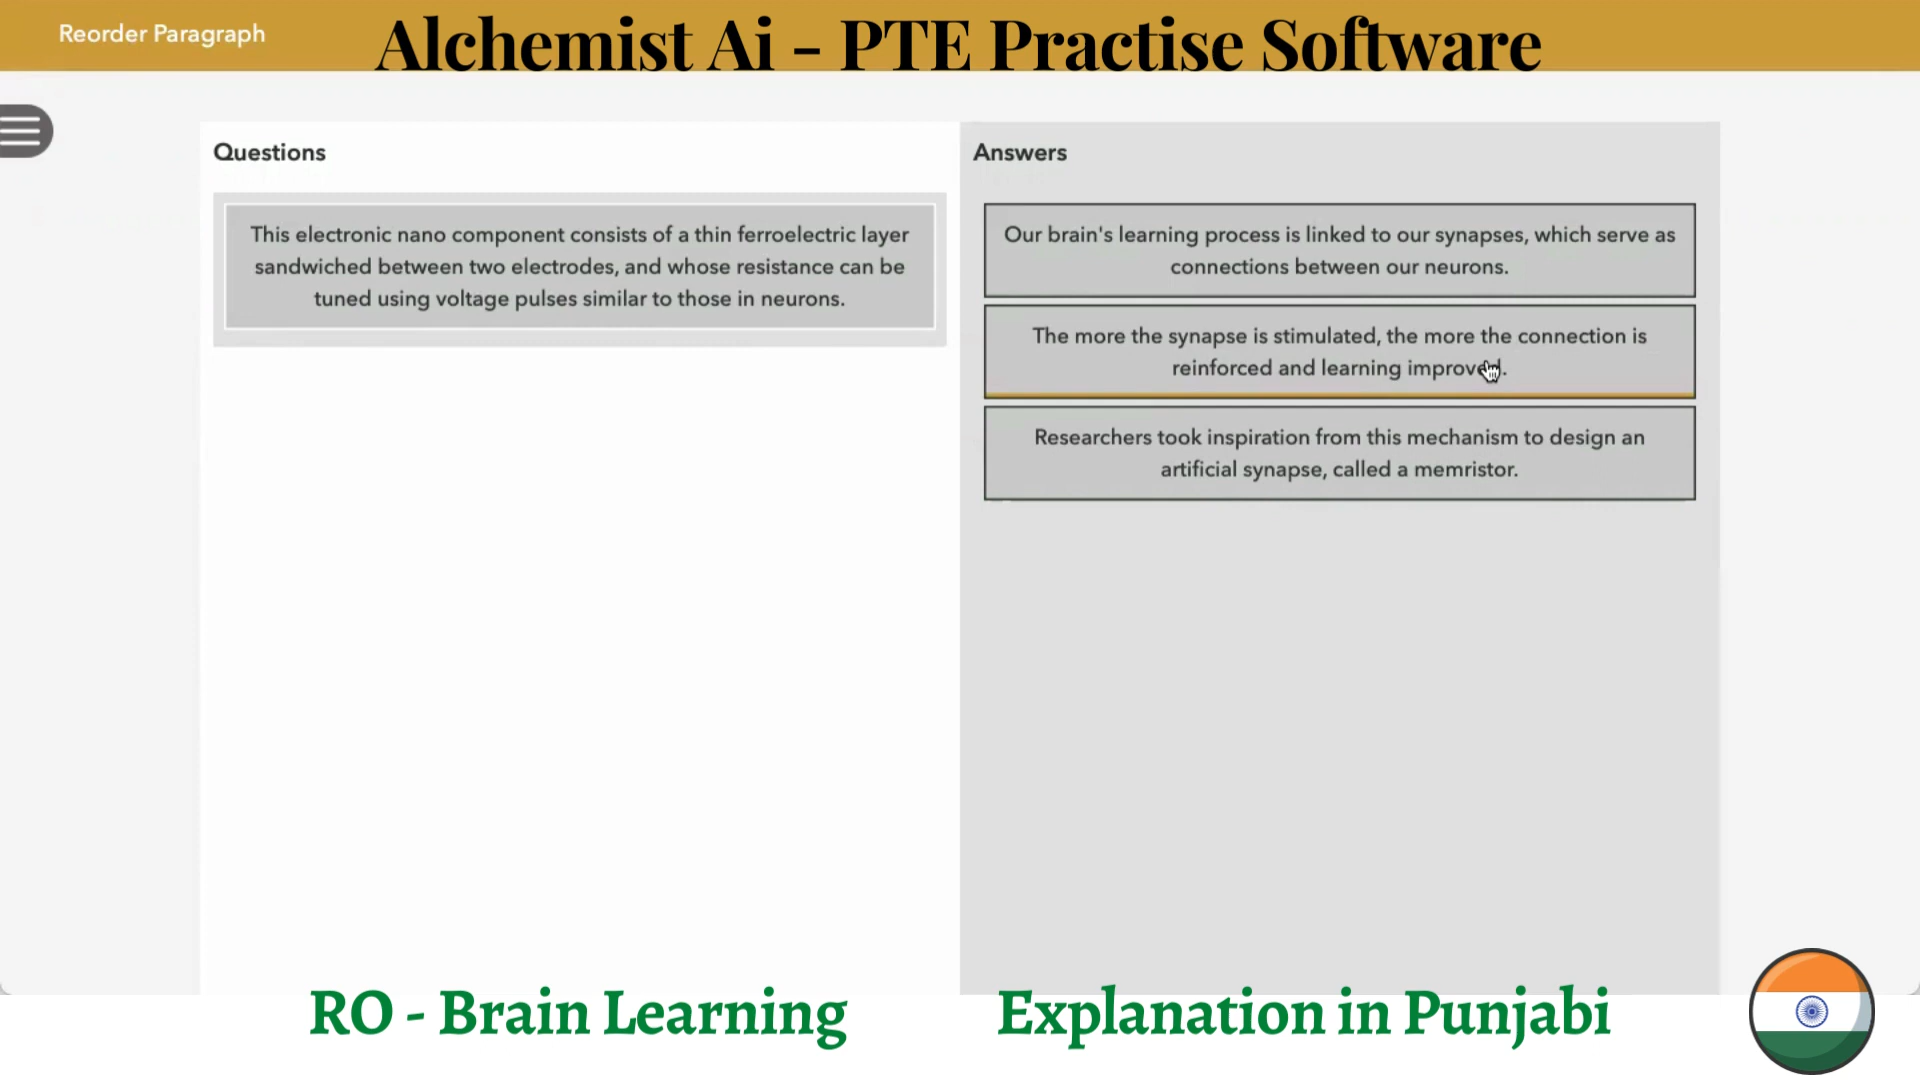 Reorder Paragraph
Alchemist Ai - PTE Practise Software
Questions
This electronic nano component consists of a thin ferroelectric layer
sandwiched between two electrodes, and whose resistance can be
tuned using voltage pulses similar to those in neurons.
Answers
Our brain's learning process is linked to our synapses, which serve as
connections between our neurons.
The more the synapse is stimulated, the more the connection is
reinforced and learning improved.
Researchers took inspiration from this mechanism to design an
artificial synapse, called a memristor.
RO - Brain Learning
Explanation in Punjabi